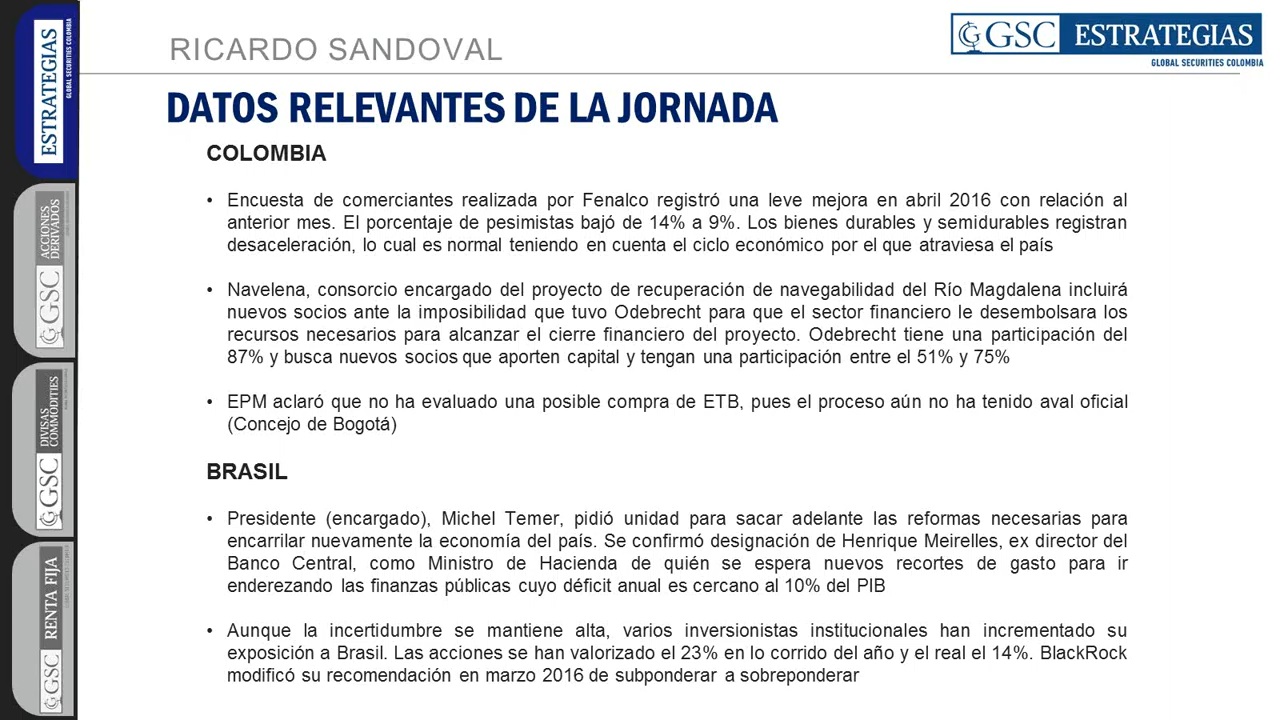 RICARDO SANDOVAL
GSC ESTRATEGIAS
GLOBAL SECURITIES COLOMBIA
DATOS RELEVANTES DE LA JORNADA
COLOMBIA
• Encuesta de comerciantes realizada por Fenalco registró una leve mejora en abril 2016 con relación al
anterior mes. El porcentaje de pesimistas bajó de 14% a 9%. Los bienes durables y semidurables registran
desaceleración, lo cual es normal teniendo en cuenta el ciclo económico por el que atraviesa el país
• Navelena, consorcio encargado del proyecto de recuperación de navegabilidad del Río Magdalena incluirá
nuevos socios ante la imposibilidad que tuvo Odebrecht para que el sector financiero le desembolsara los
recursos necesarios para alcanzar el cierre financiero del proyecto. Odebrecht tiene una participación del
87% y busca nuevos socios que aporten capital y tengan una participación entre el 51% y 75%
• EPM aclaró que no ha evaluado una posible compra de ETB, pues el proceso aún no ha tenido aval oficial
(Concejo de Bogotá)
BRASIL
• Presidente (encargado), Michel Temer, pidió unidad para sacar adelante las reformas necesarias para
encarrilar nuevamente la economía del país. Se confirmó designación de Henrique Meirelles, ex director del
Banco Central, como Ministro de Hacienda de quién se espera nuevos recortes de gasto para ir
enderezando las finanzas públicas cuyo déficit anual es cercano al 10% del PIB
• Aunque la incertidumbre se mantiene alta, varios inversionistas institucionales han incrementado su
exposición a Brasil. Las acciones se han valorizado el 23% en lo corrido del año y el real el 14%. BlackRock
modificó su recomendación en marzo 2016 de subponderar a sobreponderar
ESTRATEGIAS
GLOBAL SECURITIES COLOMBIA
GSC ACCIONES
DERIVADOS
GSC DIVISAS
COMMODITIES
GSC RENTA FIJA